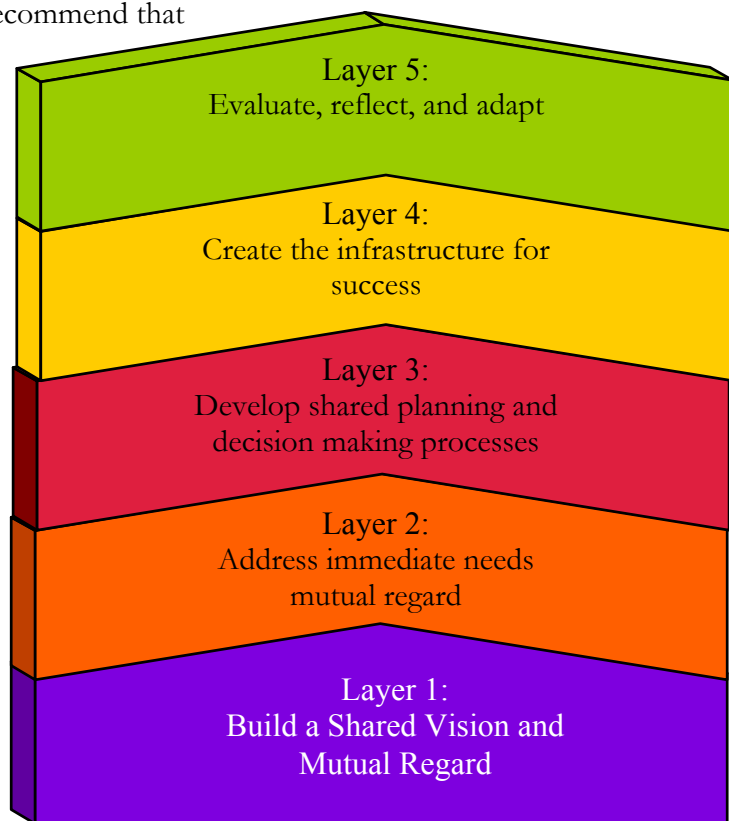 ecommend that
Layer 5:
Evaluate, reflect, and adapt
Layer 4:
Create the infrastructure for
success
Layer 3:
Develop shared planning and
decision making processes
Layer 2:
Address immediate needs
mutual regard
Layer 1:
Build a Shared Vision and
Mutual Regard